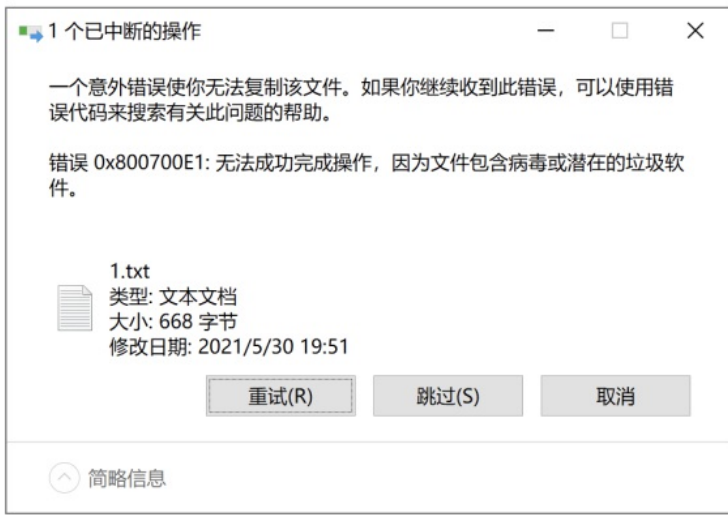 1 个已中断的操作
一个意外错误使你无法复制该文件。如果你继续收到此错误，可以使用错
误代码来搜索有关此问题的帮助。
错误 0x800700E1: 无法成功完成操作，因为文件包含病毒或潜在的垃圾软
件。
1.txt
类型: 文本文档
大小: 668 字节
修改日期: 2021/5/30 19:51
重试(R) 跳过(S) 取消
简略信息